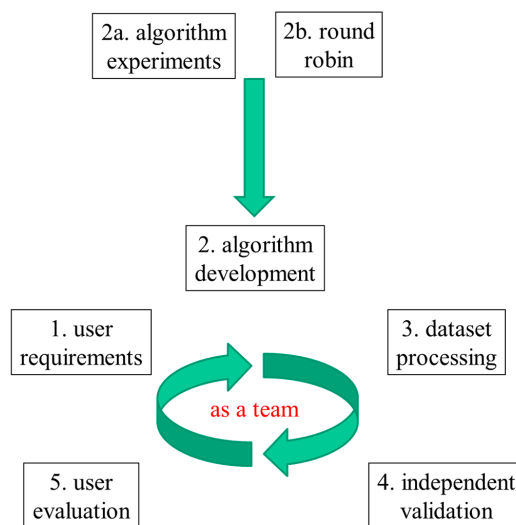 2a. algorithm
experiments
2b. round
robin
2. algorithm
development
1. user
requirements
3. dataset
processing
as a team
5. user
evaluation
4. independent
validation